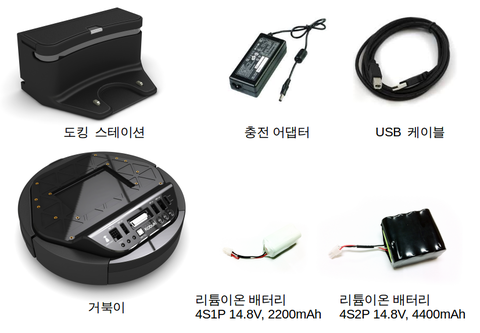 도킹 스테이션
충전 어댑터
USB 케이블
거북이
리튬이온 배터리
4S1P 14.8V, 2200mAh
리튬이온 배터리
4S2P 14.8V, 4400mAh